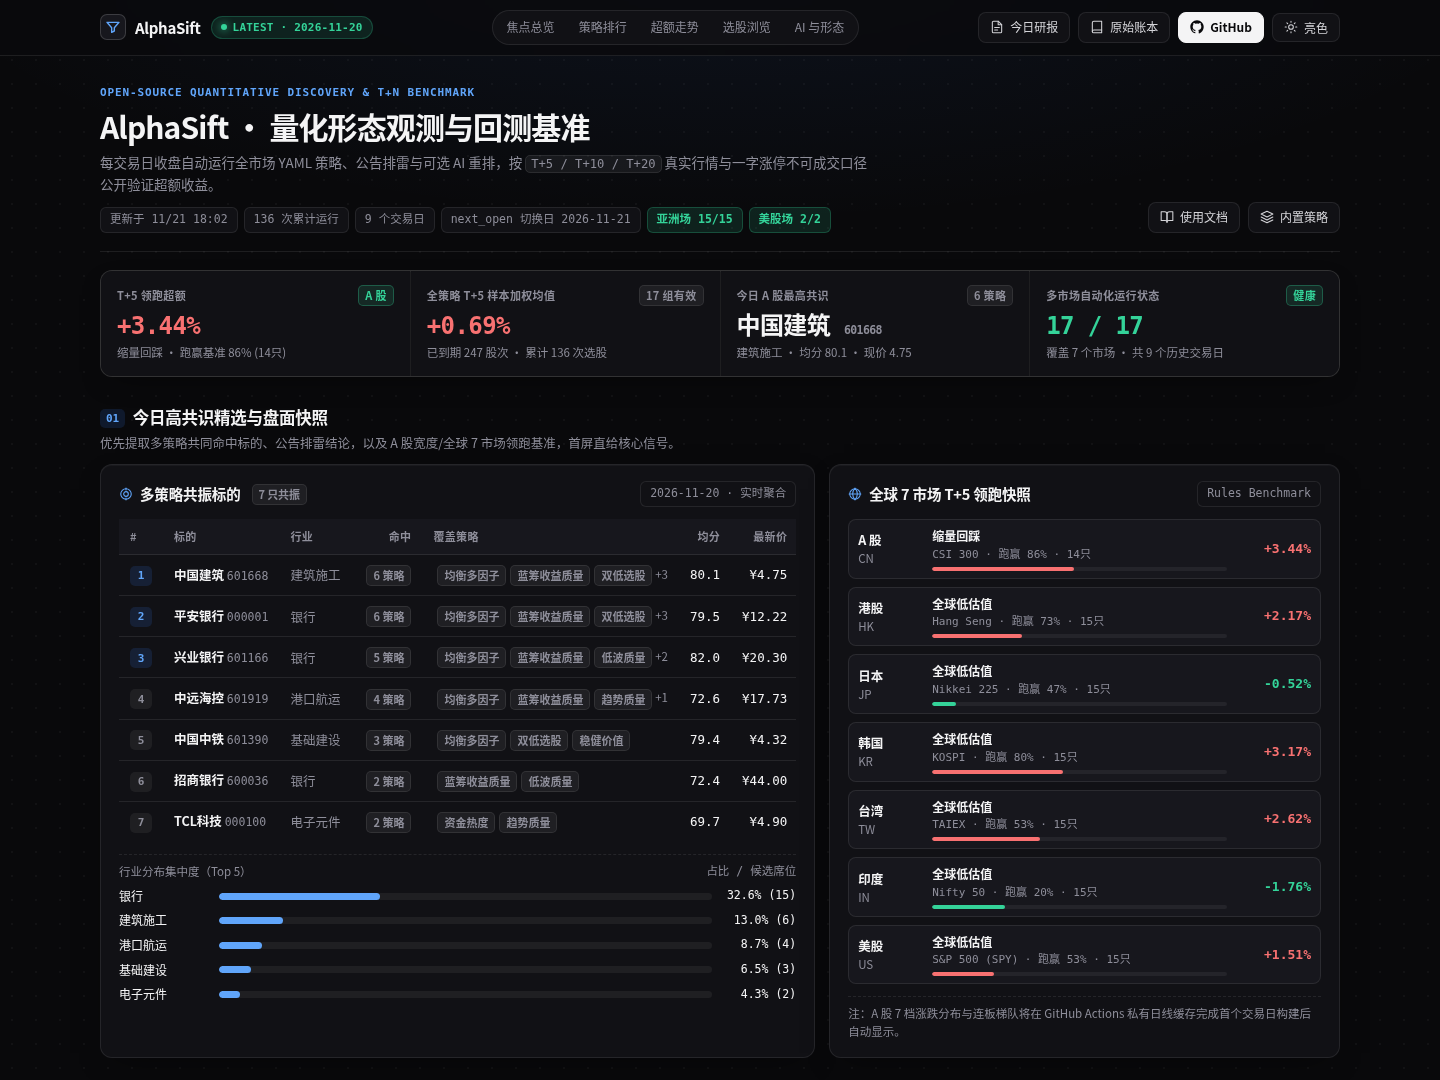 AlphaSift
LATEST · 2026-11-20
焦点总览 策略排行 超额走势 选股浏览 AI 与形态
今日研报 原始账本 GitHub 亮色
OPEN-SOURCE QUANTITATIVE DISCOVERY & T+N BENCHMARK
AlphaSift · 量化形态观测与回测基准
每交易日收盘自动运行全市场 YAML 策略、公告排雷与可选 AI 重排，按 T+5 / T+10 / T+20 真实行情与一字涨停不可成交口径
公开验证超额收益。
更新于 11/21 18:02 136 次累计运行 9 个交易日 next_open 切换日 2026-11-21 亚洲场 15/15 美股场 2/2
使用文档 内置策略
T+5 领跑超额 A 股
+3.44%
缩量回踩 · 跑赢基准 86% (14只)
全策略 T+5 样本加权均值 17 组有效
+0.69%
已到期 247 股次 · 累计 136 次选股
今日 A 股最高共识 6 策略
中国建筑 601668
建筑施工 · 均分 80.1 · 现价 4.75
多市场自动化运行状态 健康
17 / 17
覆盖 7 个市场 · 共 9 个历史交易日
01 今日高共识精选与盘面快照
优先提取多策略共同命中标的、公告排雷结论，以及 A 股宽度/全球 7 市场领跑基准，首屏直给核心信号。
多策略共振标的 7 只共振 2026-11-20 · 实时聚合
# 标的 行业 命中 覆盖策略 均分 最新价
1 中国建筑 601668 建筑施工 6 策略 均衡多因子 蓝筹收益质量 双低选股 +3 80.1 ¥4.75
2 平安银行 000001 银行 6 策略 均衡多因子 蓝筹收益质量 双低选股 +3 79.5 ¥12.22
3 兴业银行 601166 银行 5 策略 均衡多因子 蓝筹收益质量 低波质量 +2 82.0 ¥20.30
4 中远海控 601919 港口航运 4 策略 均衡多因子 蓝筹收益质量 趋势质量 +1 72.6 ¥17.73
5 中国中铁 601390 基础建设 3 策略 均衡多因子 双低选股 稳健价值 79.4 ¥4.32
6 招商银行 600036 银行 2 策略 蓝筹收益质量 低波质量 72.4 ¥44.00
7 TCL科技 000100 电子元件 2 策略 资金热度 趋势质量 69.7 ¥4.90
行业分布集中度（Top 5） 占比 / 候选席位
银行 32.6% (15)
建筑施工 13.0% (6)
港口航运 8.7% (4)
基础建设 6.5% (3)
电子元件 4.3% (2)
全球 7 市场 T+5 领跑快照 Rules Benchmark
A 股 缩量回踩
CN CSI 300 · 跑赢 86% · 14只 +3.44%
港股 全球低估值
HK Hang Seng · 跑赢 73% · 15只 +2.17%
日本 全球低估值
JP Nikkei 225 · 跑赢 47% · 15只 -0.52%
韩国 全球低估值
KR KOSPI · 跑赢 80% · 15只 +3.17%
台湾 全球低估值
TW TAIEX · 跑赢 53% · 15只 +2.62%
印度 全球低估值
IN Nifty 50 · 跑赢 20% · 15只 -1.76%
美股 全球低估值
US S&P 500 (SPY) · 跑赢 53% · 15只 +1.51%
注：A 股 7 档涨跌分布与连板梯队将在 GitHub Actions 私有日线缓存完成首个交易日构建后
自动显示。